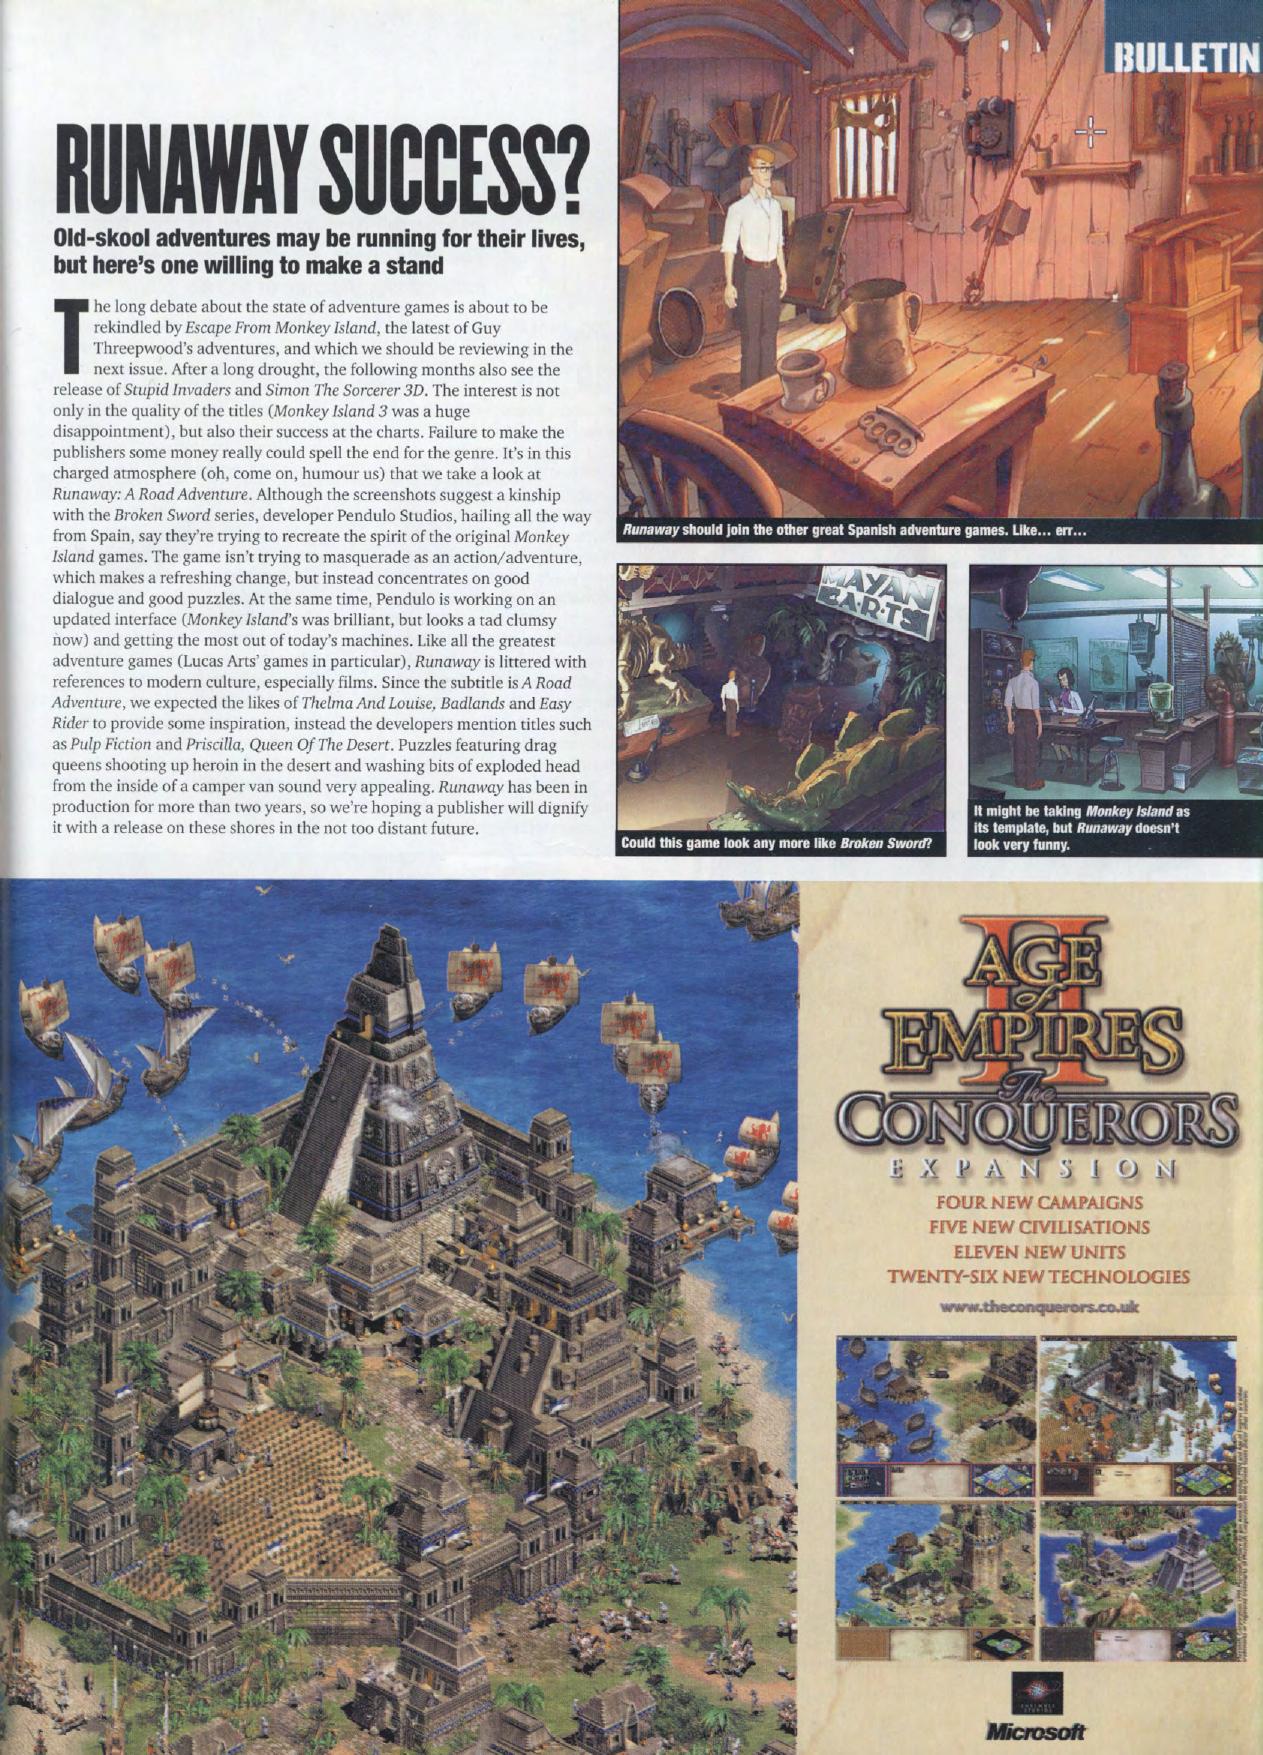 BULLETIN
RUNAWAY SUCCESS?
Old-skool adventures may be running for their lives,
but here's one willing to make a stand
The long debate about the state of adventure games is about to be
rekindled by Escape From Monkey Island, the latest of Guy
Threepwood's adventures, and which we should be reviewing in the
next issue. After a long drought, the following months also see the
release of Stupid Invaders and Simon The Sorcerer 3D. The interest is not
only in the quality of the titles (Monkey Island 3 was a huge
disappointment), but also their success at the charts. Failure to make the
publishers some money really could spell the end for the genre. It's in this
charged atmosphere (oh, come on, humour us) that we take a look at
Runaway: A Road Adventure. Although the screenshots suggest a kinship
with the Broken Sword series, developer Pendulo Studios, hailing all the way
from Spain, say they're trying to recreate the spirit of the original Monkey
Island games. The game isn't trying to masquerade as an action/adventure,
which makes a refreshing change, but instead concentrates on good
dialogue and good puzzles. At the same time, Pendulo is working on an
updated interface (Monkey Island's was brilliant, but looks a tad clumsy
now) and getting the most out of today's machines. Like all the greatest
adventure games (Lucas Arts' games in particular), Runaway is littered with
references to modern culture, especially films. Since the subtitle is A Road
Adventure, we expected the likes of Thelma And Louise, Badlands and Easy
Rider to provide some inspiration, instead the developers mention titles such
as Pulp Fiction and Priscilla, Queen Of The Desert. Puzzles featuring drag
queens shooting up heroin in the desert and washing bits of exploded head
from the inside of a camper van sound very appealing. Runaway has been in
production for more than two years, so we're hoping a publisher will dignify
it with a release on these shores in the not too distant future.
Runaway should join the other great Spanish adventure games. Like... err...
MAYAN
EARTS
Could this game look any more like Broken Sword?
It might be taking Monkey Island as
its template, but Runaway doesn't
look very funny.
AGE
of
EMPIRES
II
The
CONQUERORS
EXPANSION
FOUR NEW CAMPAIGNS
FIVE NEW CIVILISATIONS
ELEVEN NEW UNITS
TWENTY-SIX NEW TECHNOLOGIES
www.theconquerors.co.uk
ENSEMBLE
STUDIOS
Microsoft